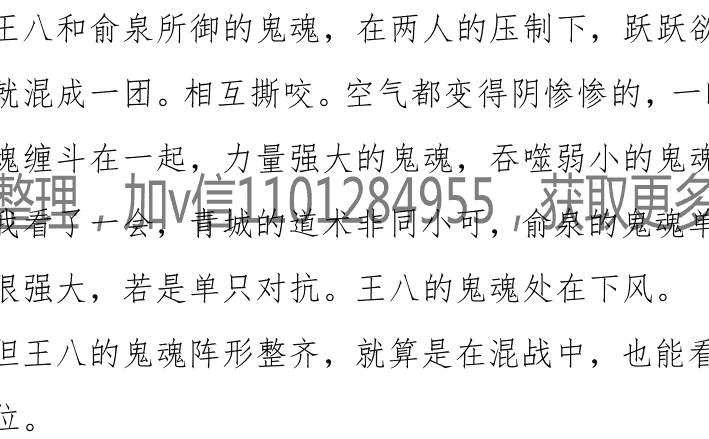 王八和俞泉所御的鬼魂，在两人的压制下，跃跃欲
就混成一团。相互撕咬。空气都变得阴惨惨的，一
魂缠斗在一起，力量强大的鬼魂，吞噬弱小的鬼魂
整理，加v信1101284955，获取更多
我看了一会，青城的道术非同小可，俞泉的鬼魂单
很强大，若是单只对抗。王八的鬼魂处在下风。
但王八的鬼魂阵形整齐，就算是在混战中，也能看
位。